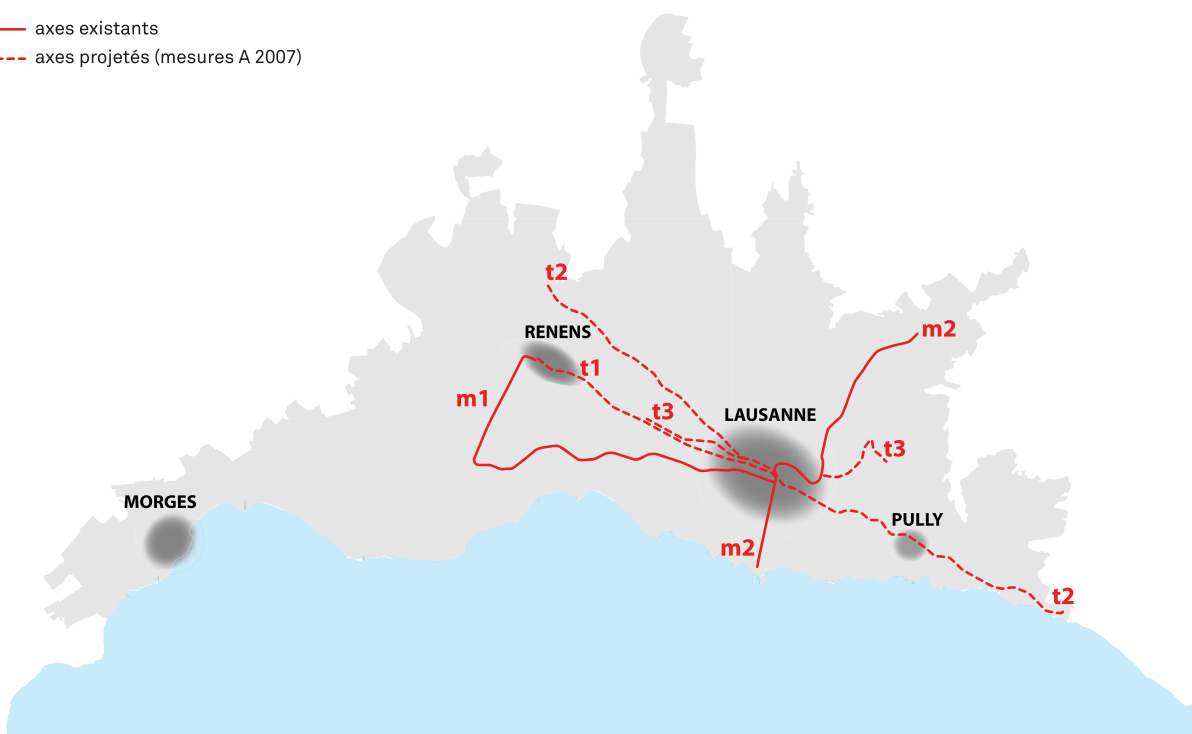 axes existants
axes projetés (mesures A 2007)
t2
m2
RENENS
t1
m1
t3
LAUSANNE
t3
MORGES
PULLY
m2
t2